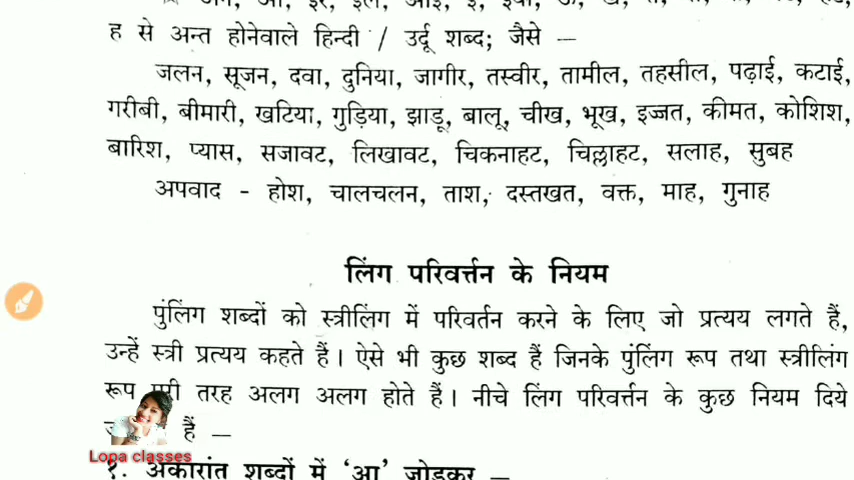 ह से अन्त होनेवाले हिन्दी / उर्दू शब्द; जैसे –
जलन, सूजन, दवा, दुनिया, जागीर, तस्वीर, तामील, तहसील, पढ़ाई, कटाई,
गरीबी, बीमारी, खटिया, गुड़िया, झाडू, बालू, चीख, भूख, इज्जत, कीमत, कोशिश,
बारिश, प्यास, सजावट, लिखावट, चिकनाहट, चिल्लाहट, सलाह, सुबह
अपवाद - होश, चालचलन, ताश, दस्तखत, वक्त, माह, गुनाह
लिंग परिवर्त्तन के नियम
पुंलिंग शब्दों को स्त्रीलिंग में परिवर्तन करने के लिए जो प्रत्यय लगते हैं,
उन्हें स्त्री प्रत्यय कहते हैं। ऐसे भी कुछ शब्द हैं जिनके पुंलिंग रूप तथा स्त्रीलिंग
रूप तरह अलग अलग होते हैं। नीचे लिंग परिवर्त्तन के कुछ नियम दिये
हैं –
Lopa classes
१. अकारांत शब्दों में 'आ' जोड़कर –